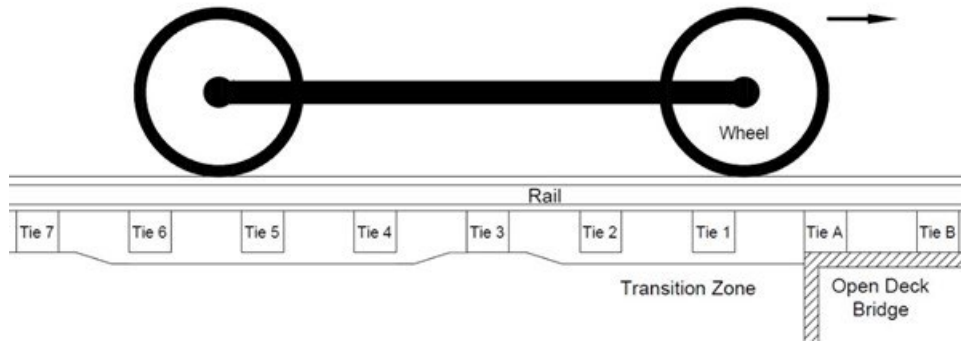 Wheel
Rail
Tie 7 Tie 6 Tie 5 Tie 4 Tie 3 Tie 2 Tie 1 Tie A Tie B
Transition Zone
Open Deck
Bridge